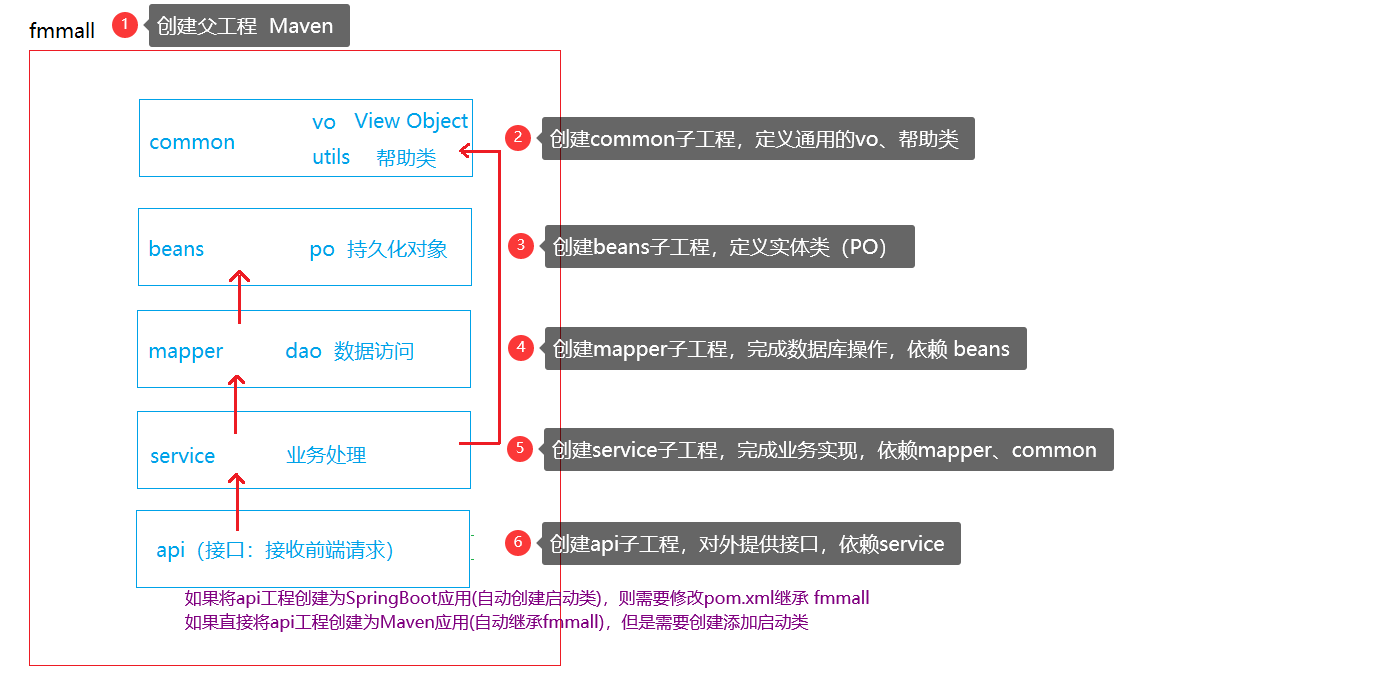 fmmall 1 创建父工程 Maven
common vo View Object
utils 帮助类
2 创建common子工程，定义通用的vo、帮助类
beans po 持久化对象
3 创建beans子工程，定义实体类（PO）
mapper dao 数据访问
4 创建mapper子工程，完成数据库操作，依赖 beans
service 业务处理
5 创建service子工程，完成业务实现，依赖mapper、common
api（接口：接收前端请求）
6 创建api子工程，对外提供接口，依赖service
如果将api工程创建为SpringBoot应用(自动创建启动类)，则需要修改pom.xml继承 fmmall
如果直接将api工程创建为Maven应用(自动继承fmmall)，但是需要创建添加启动类